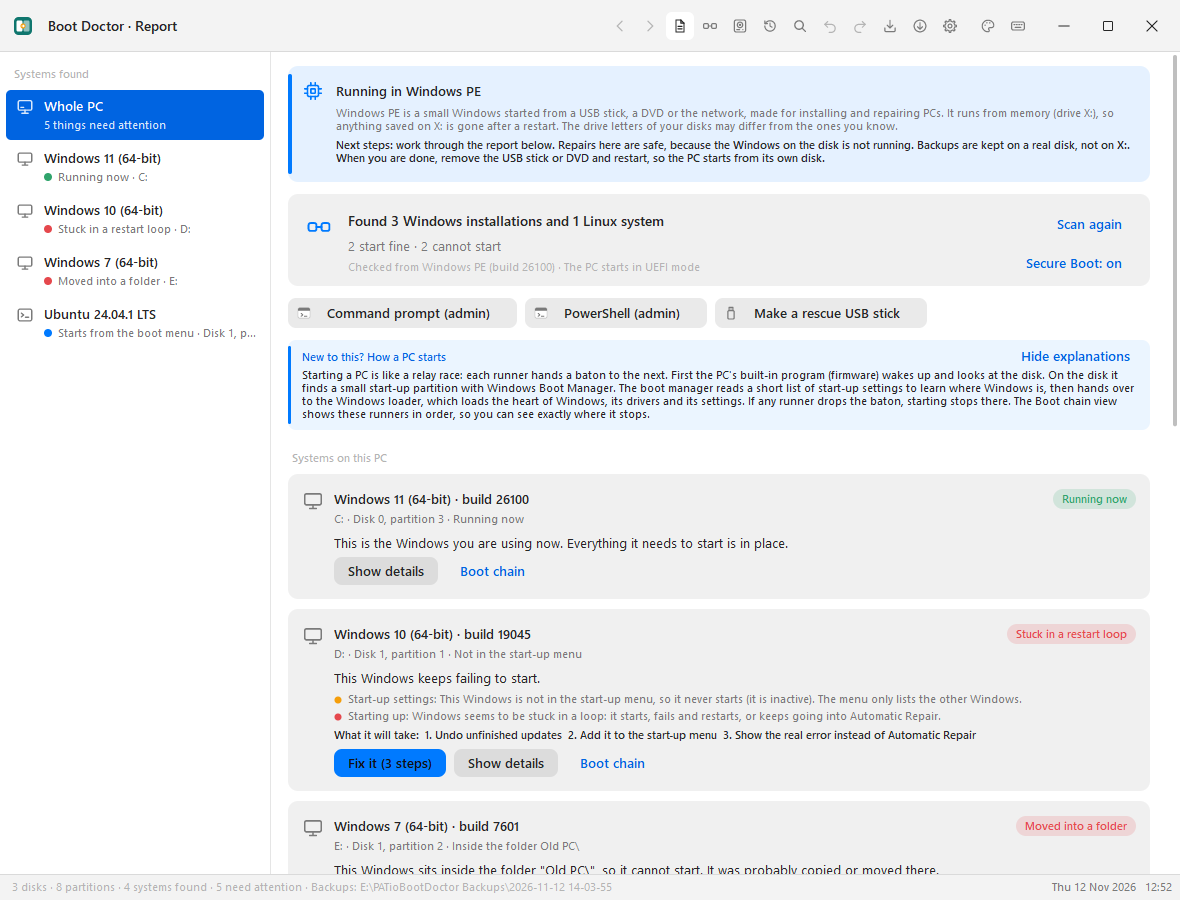 Boot Doctor · Report
Systems found
Whole PC
5 things need attention
Windows 11 (64-bit)
Running now · C:
Windows 10 (64-bit)
Stuck in a restart loop · D:
Windows 7 (64-bit)
Moved into a folder · E:
Ubuntu 24.04.1 LTS
Starts from the boot menu · Disk 1, p...
Running in Windows PE
Windows PE is a small Windows started from a USB stick, a DVD or the network, made for installing and repairing PCs. It runs from memory (drive X:), so
anything saved on X: is gone after a restart. The drive letters of your disks may differ from the ones you know.
Next steps: work through the report below. Repairs here are safe, because the Windows on the disk is not running. Backups are kept on a real disk, not on X:.
When you are done, remove the USB stick or DVD and restart, so the PC starts from its own disk.
Found 3 Windows installations and 1 Linux system
Scan again
2 start fine · 2 cannot start
Checked from Windows PE (build 26100) · The PC starts in UEFI mode
Secure Boot: on
Command prompt (admin)
PowerShell (admin)
Make a rescue USB stick
New to this? How a PC starts
Hide explanations
Starting a PC is like a relay race: each runner hands a baton to the next. First the PC's built-in program (firmware) wakes up and looks at the disk. On the disk it
finds a small start-up partition with Windows Boot Manager. The boot manager reads a short list of start-up settings to learn where Windows is, then hands over
to the Windows loader, which loads the heart of Windows, its drivers and its settings. If any runner drops the baton, starting stops there. The Boot chain view
shows these runners in order, so you can see exactly where it stops.
Systems on this PC
Windows 11 (64-bit) · build 26100
Running now
C: · Disk 0, partition 3 · Running now
This is the Windows you are using now. Everything it needs to start is in place.
Show details
Boot chain
Windows 10 (64-bit) · build 19045
Stuck in a restart loop
D: · Disk 1, partition 1 · Not in the start-up menu
This Windows keeps failing to start.
Start-up settings: This Windows is not in the start-up menu, so it never starts (it is inactive). The menu only lists the other Windows.
Starting up: Windows seems to be stuck in a loop: it starts, fails and restarts, or keeps going into Automatic Repair.
What it will take: 1. Undo unfinished updates 2. Add it to the start-up menu 3. Show the real error instead of Automatic Repair
Fix it (3 steps)
Show details
Boot chain
Windows 7 (64-bit) · build 7601
Moved into a folder
E: · Disk 1, partition 2 · Inside the folder Old PC\
This Windows sits inside the folder "Old PC\", so it cannot start. It was probably copied or moved there.
3 disks · 8 partitions · 4 systems found · 5 need attention · Backups: E:\PATioBootDoctor Backups\2026-11-12 14-03-55
Thu 12 Nov 2026 12:52